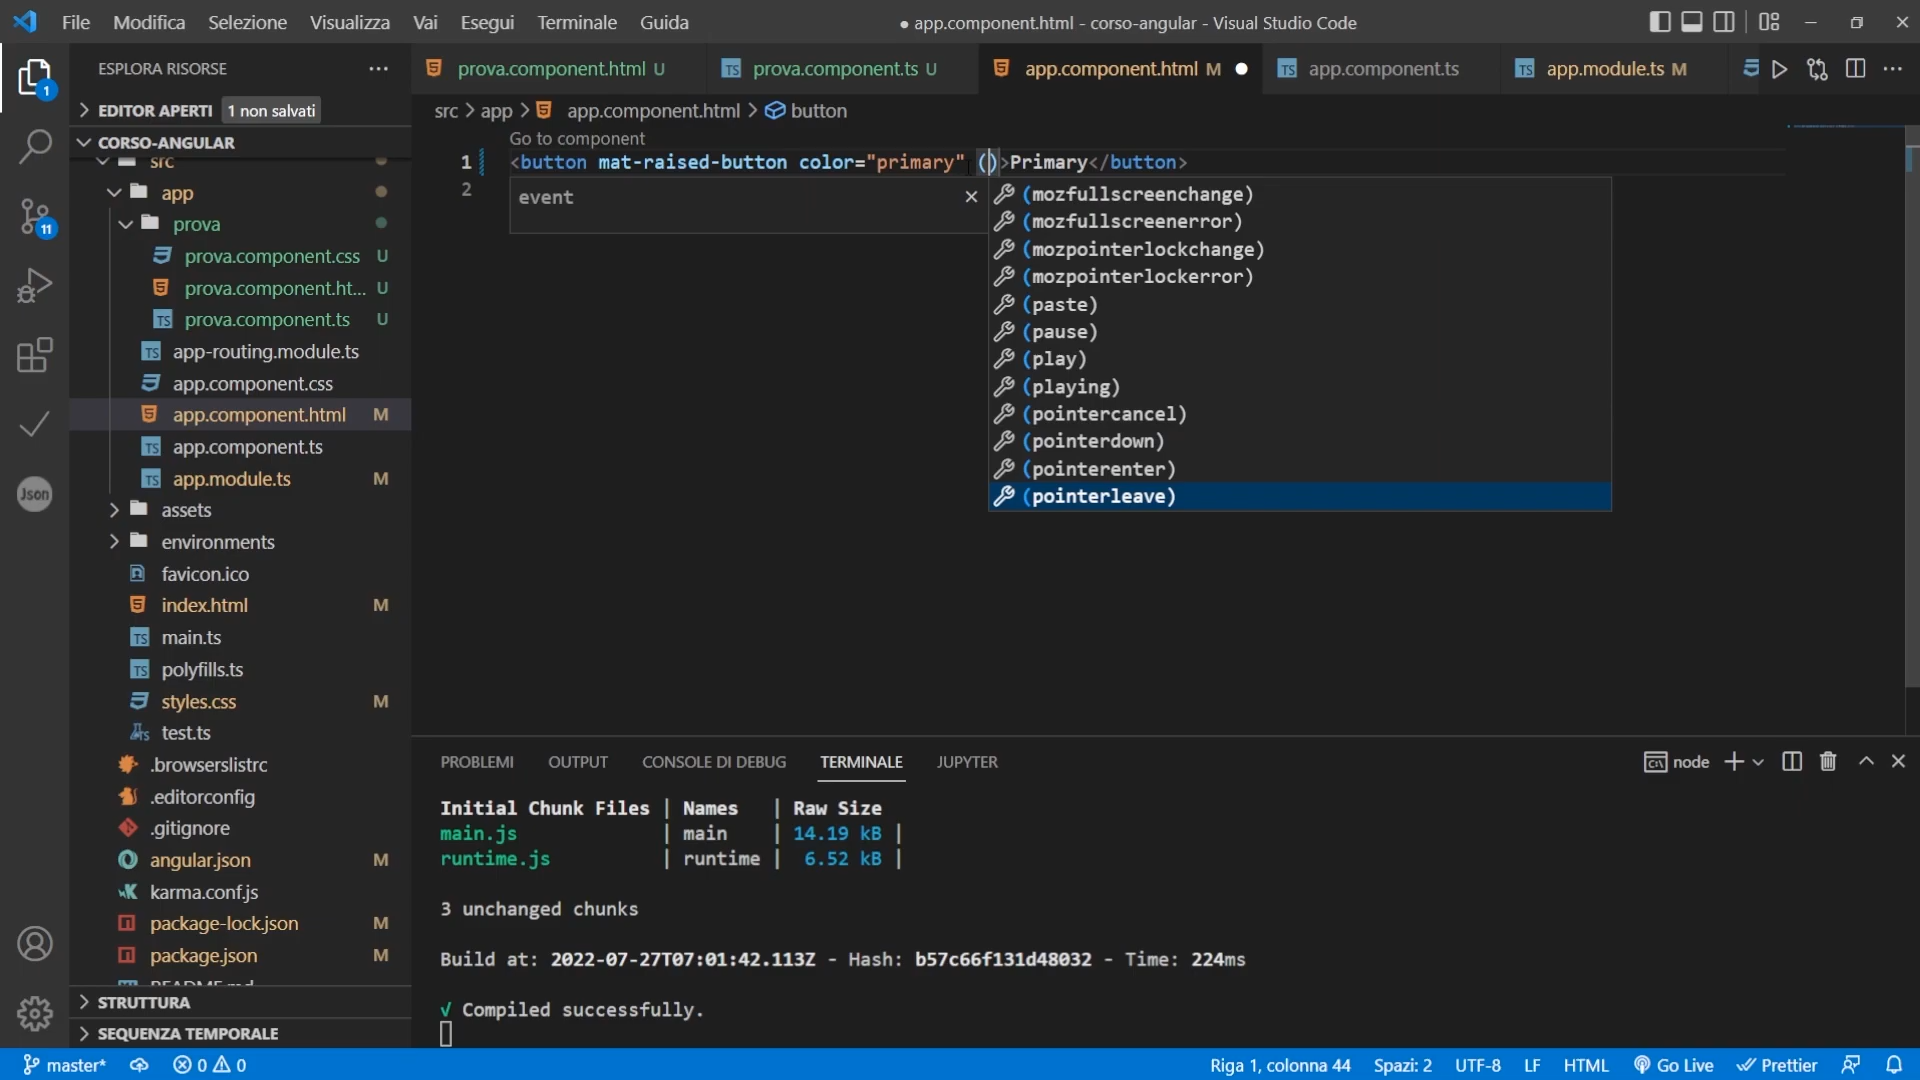 File Modifica Selezione Visualizza Vai Esegui Terminale Guida
● app.component.html - corso-angular - Visual Studio Code
ESPLORA RISORSE
EDITOR APERTI 1 non salvati
CORSO-ANGULAR
src
app
prova
prova.component.css U
prova.component.ht... U
prova.component.ts U
app-routing.module.ts
app.component.css
app.component.html M
app.component.ts
app.module.ts M
assets
environments
favicon.ico
index.html M
main.ts
polyfills.ts
styles.css M
test.ts
.browserslistrc
.editorconfig
.gitignore
angular.json M
karma.conf.js
package-lock.json M
package.json M
README.md
STRUTTURA
SEQUENZA TEMPORALE
1
11
Json
prova.component.html U
prova.component.ts U
app.component.html M
app.component.ts
app.module.ts M
src > app > app.component.html > button
Go to component
1 <button mat-raised-button color="primary" ()>Primary</button>
2
event
(mozfullscreenchange)
(mozfullscreenerror)
(mozpointerlockchange)
(mozpointerlockerror)
(paste)
(pause)
(play)
(playing)
(pointercancel)
(pointerdown)
(pointerenter)
(pointerleave)
PROBLEMI OUTPUT CONSOLE DI DEBUG TERMINALE JUPYTER
node
Initial Chunk Files | Names | Raw Size
main.js | main | 14.19 kB |
runtime.js | runtime | 6.52 kB |
3 unchanged chunks
Build at: 2022-07-27T07:01:42.113Z - Hash: b57c66f131d48032 - Time: 224ms
√ Compiled successfully.
master* 0 0
Riga 1, colonna 44 Spazi: 2 UTF-8 LF HTML Go Live Prettier